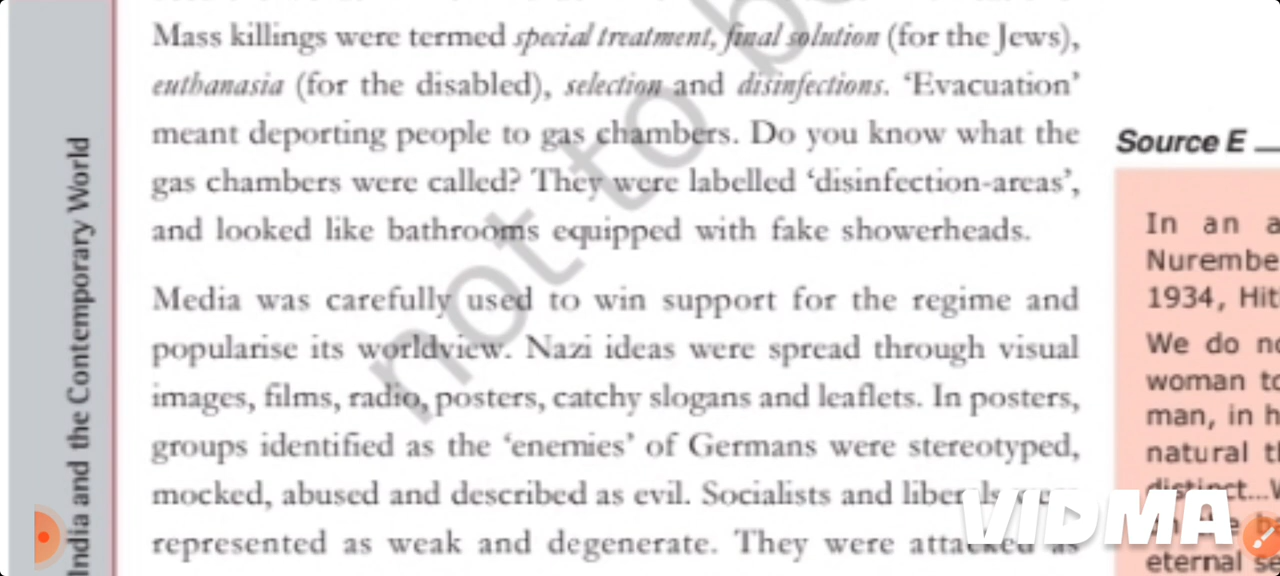 Mass killings were termed special treatment, final solution (for the Jews),
euthanasia (for the disabled), selection and disinfections. ‘Evacuation’
meant deporting people to gas chambers. Do you know what the
gas chambers were called? They were labelled ‘disinfection-areas’,
and looked like bathrooms equipped with fake showerheads.
Media was carefully used to win support for the regime and
popularise its worldview. Nazi ideas were spread through visual
images, films, radio, posters, catchy slogans and leaflets. In posters,
groups identified as the ‘enemies’ of Germans were stereotyped,
mocked, abused and described as evil. Socialists and liberals
represented as weak and degenerate. They were attacked as
India and the Contemporary World
Source E
In an a
Nurembe
1934, Hit
We do no
woman to
man, in h
natural t
distinct...W
eternal se
not to be
VIDMA